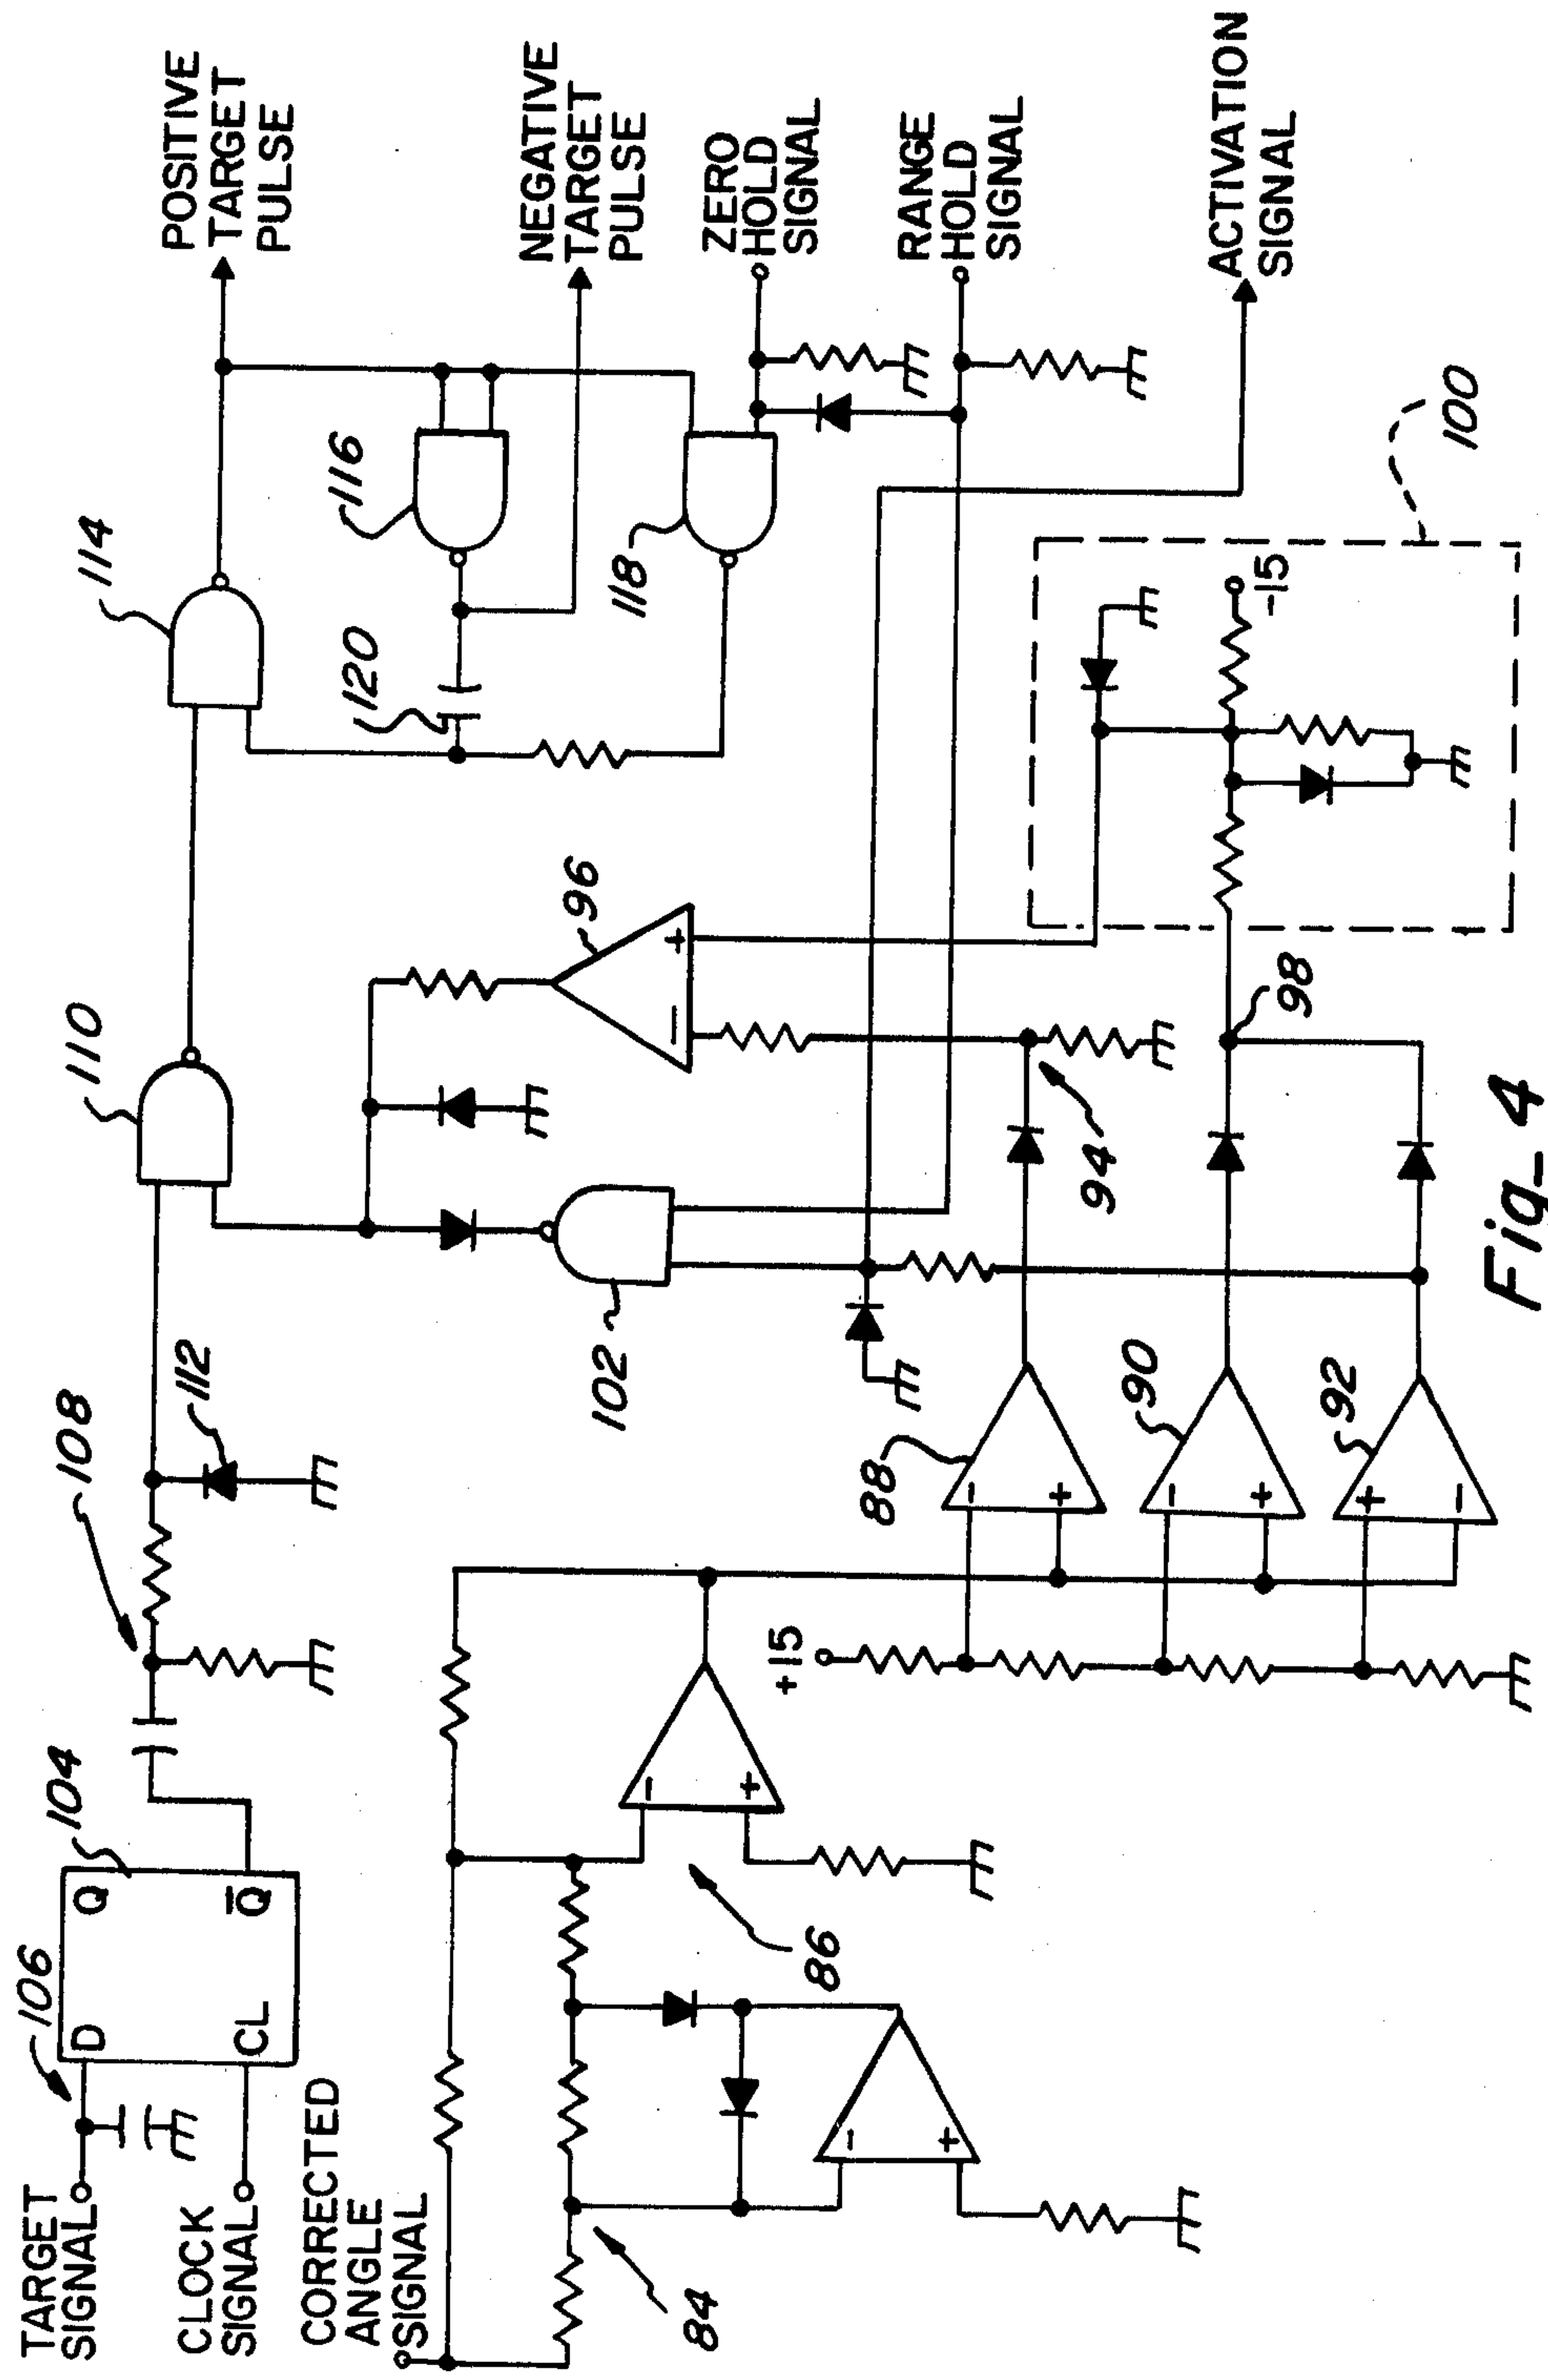 TARGET
SIGNAL
CLOCK
SIGNAL
CORRECTED
ANGLE
SIGNAL
106
D
Q
CL
Q̅
104
108
112
110
114
POSITIVE
TARGET
PULSE
116
120
NEGATIVE
TARGET
PULSE
118
ZERO
HOLD
SIGNAL
RANGE
HOLD
SIGNAL
ACTIVATION
SIGNAL
84
-
+
86
-
+
+15
88
-
+
90
-
+
92
+
-
102
94
96
-
+
98
100
-15
Fig_4